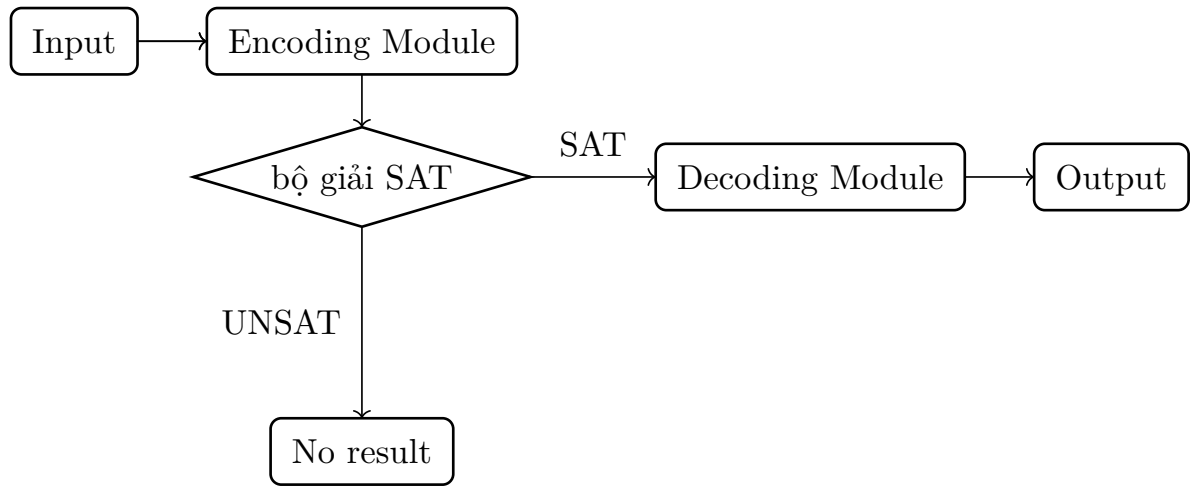 Input
Encoding Module
bộ giải SAT
SAT
Decoding Module
Output
UNSAT
No result